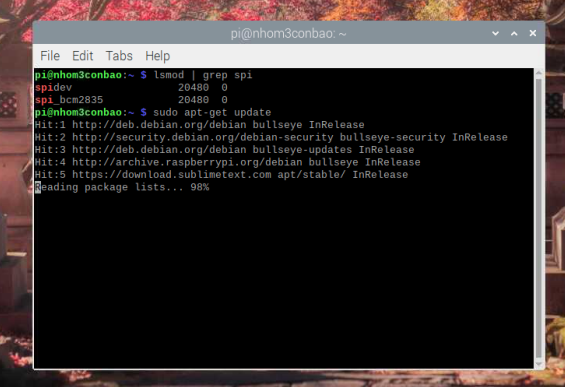 pi@nhom3conbao: ~
File Edit Tabs Help
pi@nhom3conbao:~ $ lsmod | grep spi
spidev                 20480  0
spi_bcm2835            20480  0
pi@nhom3conbao:~ $ sudo apt-get update
Hit:1 http://deb.debian.org/debian bullseye InRelease
Hit:2 http://security.debian.org/debian-security bullseye-security InRelease
Hit:3 http://deb.debian.org/debian bullseye-updates InRelease
Hit:4 http://archive.raspberrypi.org/debian bullseye InRelease
Hit:5 https://download.sublimetext.com apt/stable/ InRelease
Reading package lists... 98%